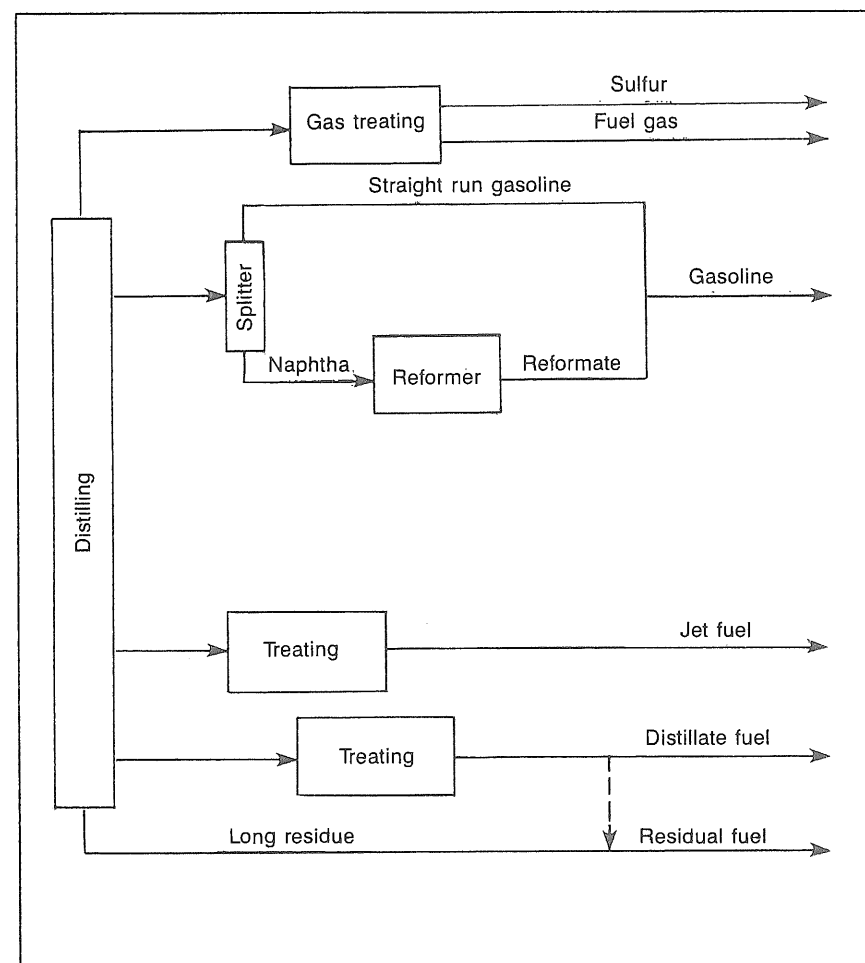 Sulfur
Gas treating
Fuel gas
Straight run gasoline
Splitter
Gasoline
Naphtha
Reformer
Reformate
Distilling
Treating
Jet fuel
Treating
Distillate fuel
Long residue
Residual fuel